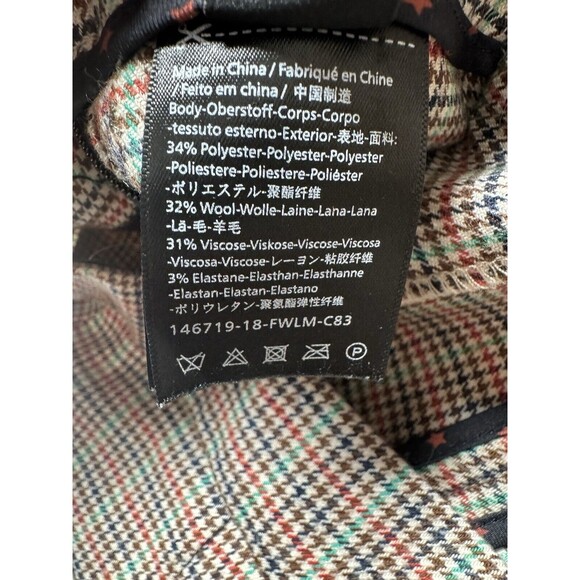 Made in China / Fabriqué en Chine
/ Feito em china / 中国制造
Body-Oberstoff-Corps-Corpo
-tessuto esterno-Exterior-表地-面料:
34% Polyester-Polyester-Polyester
-Poliestere-Poliestere-Poliéster
-ポリエステル-聚酯纤维
32% Wool-Wolle-Laine-Lana-Lana
-Lã-毛-羊毛
31% Viscose-Viskose-Viscose-Viscosa
-Viscosa-Viscose-レーヨン-粘胶纤维
3% Elastane-Elasthan-Elasthanne
-Elastan-Elastan-Elastano
-ポリウレタン-聚氨酯弹性纤维
146719-18-FWLM-C83
P